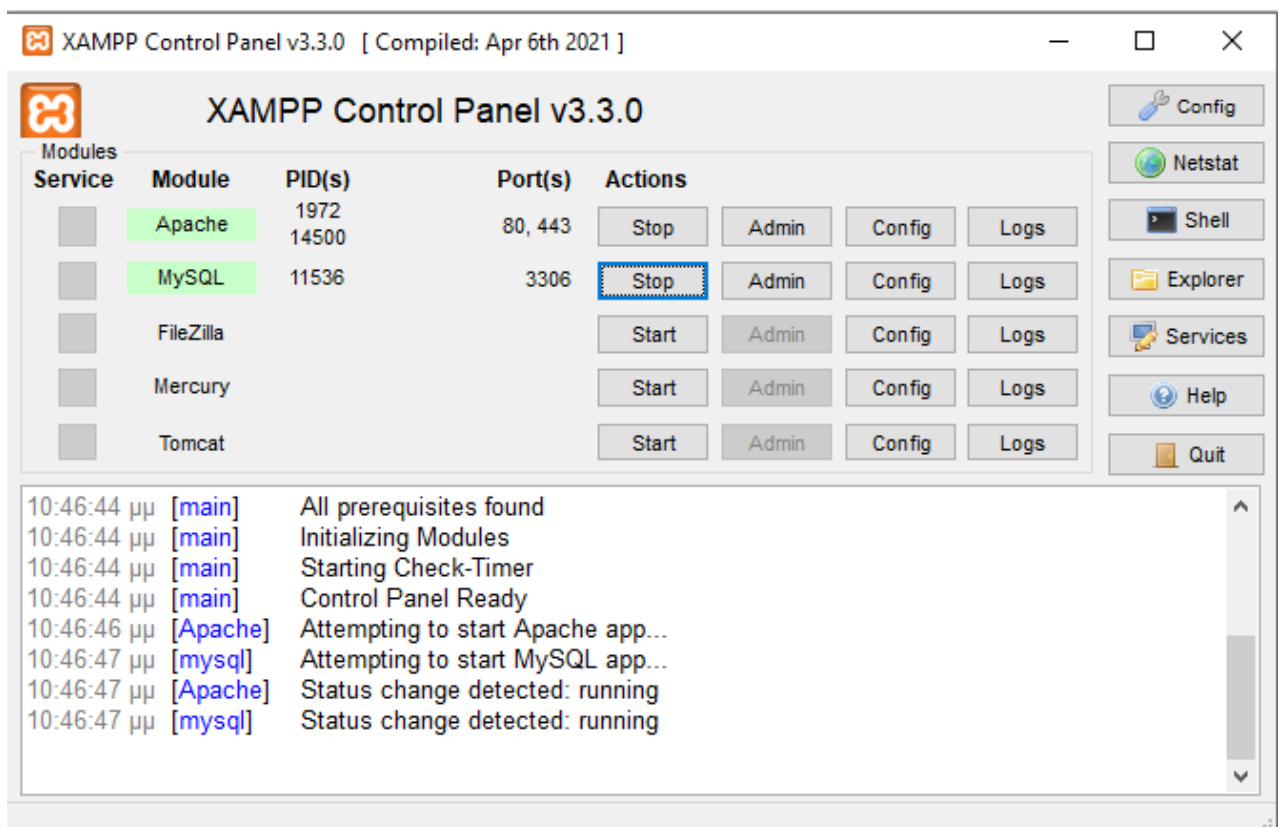 XAMPP Control Panel v3.3.0 [ Compiled: Apr 6th 2021 ]
XAMPP Control Panel v3.3.0
Config
Netstat
Shell
Explorer
Services
Help
Quit
Modules
Service Module PID(s) Port(s) Actions
Apache 1972 14500 80, 443 Stop Admin Config Logs
MySQL 11536 3306 Stop Admin Config Logs
FileZilla Start Admin Config Logs
Mercury Start Admin Config Logs
Tomcat Start Admin Config Logs
10:46:44 μμ [main] All prerequisites found
10:46:44 μμ [main] Initializing Modules
10:46:44 μμ [main] Starting Check-Timer
10:46:44 μμ [main] Control Panel Ready
10:46:46 μμ [Apache] Attempting to start Apache app...
10:46:47 μμ [mysql] Attempting to start MySQL app...
10:46:47 μμ [Apache] Status change detected: running
10:46:47 μμ [mysql] Status change detected: running